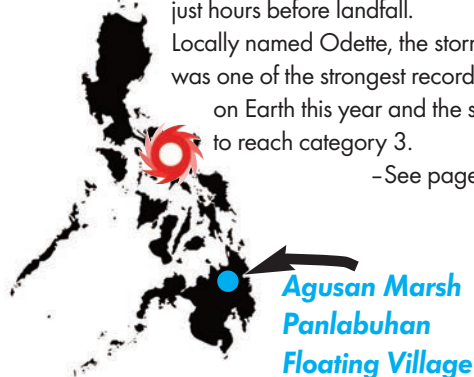 just hours before landfall.
Locally named Odette, the storm
was one of the strongest record
on Earth this year and the
to reach category 3.
–See page
Agusan Marsh
Panlabuhan
Floating Village